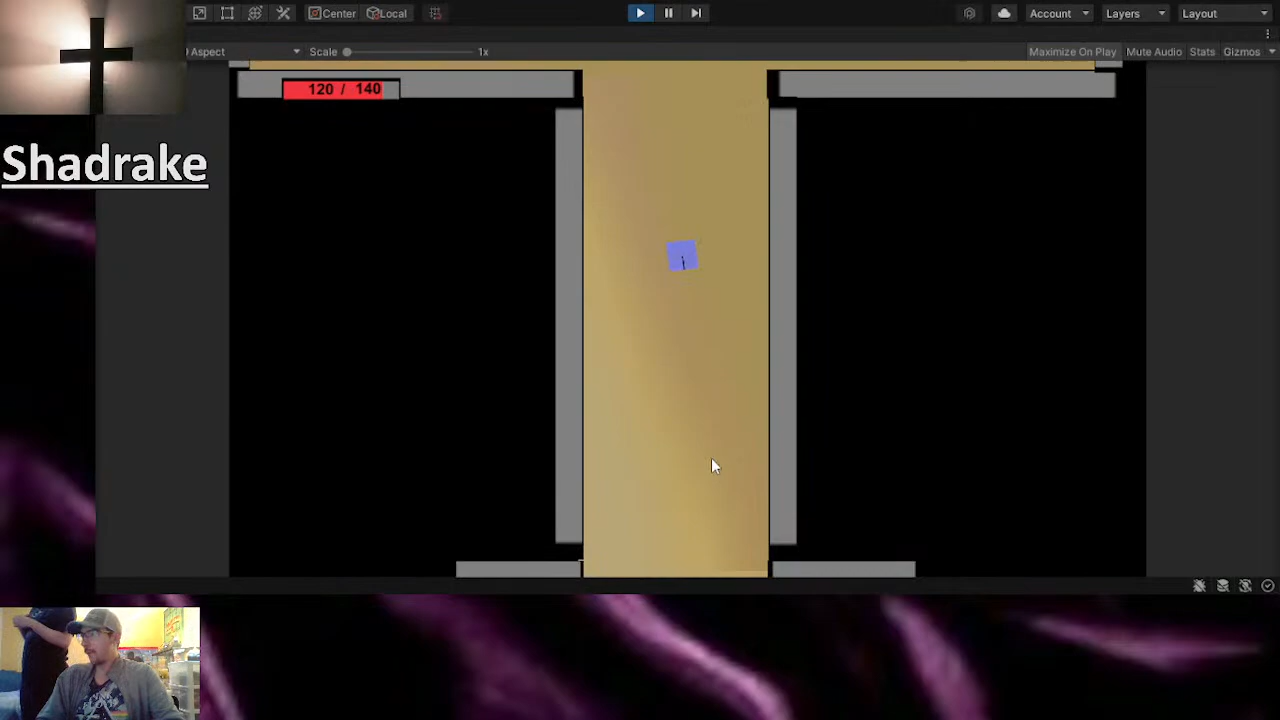 Center
Local
Account
Layers
Layout
Aspect
Scale
1x
Maximize On Play
Mute Audio
Stats
Gizmos
120 / 140
Shadrake